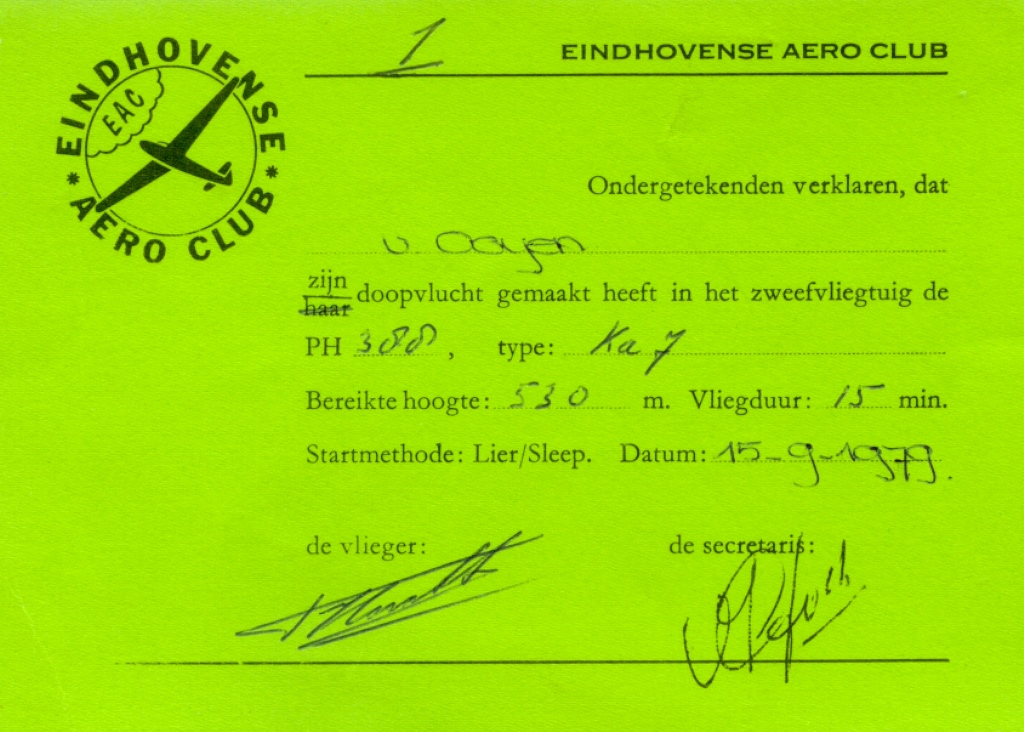 EINDHOVENSE
EAC
* AERO CLUB *
1
EINDHOVENSE AERO CLUB
Ondergetekenden verklaren, dat
v. Ooyen
zijn
haar
doopvlucht gemaakt heeft in het zweefvliegtuig de
PH 388, type: Ka 7
Bereikte hoogte: 530 m. Vliegduur: 15 min.
Startmethode: Lier/Sleep. Datum: 15-9-1979.
de vlieger: de secretaris: